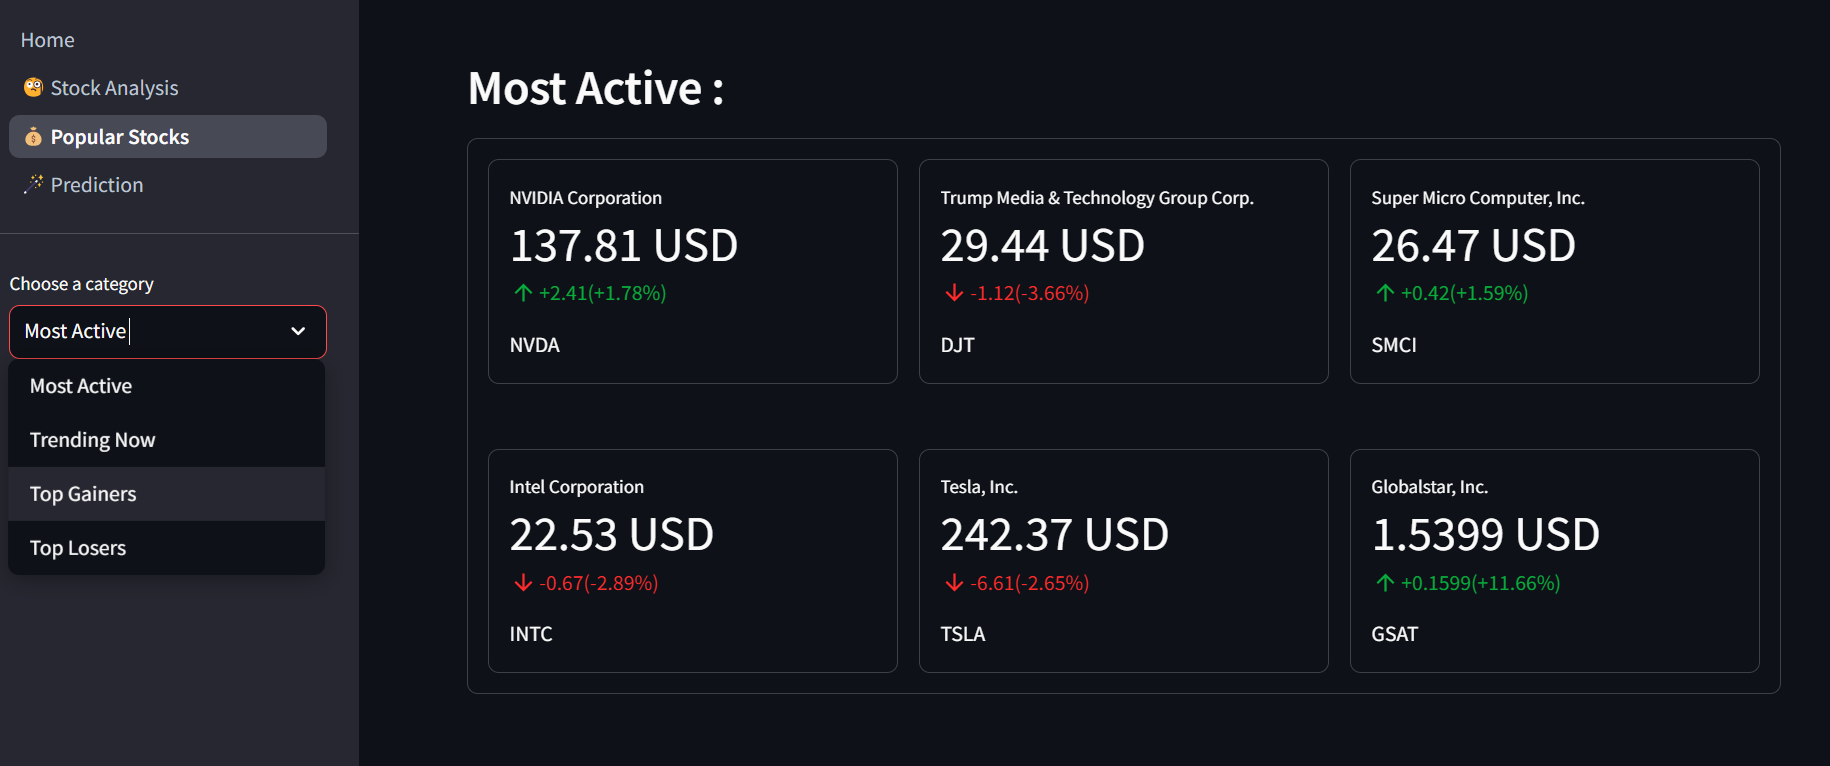 Home
🧐 Stock Analysis
💰 Popular Stocks
🪄 Prediction
Choose a category
Most Active
Most Active
Trending Now
Top Gainers
Top Losers
Most Active :
NVIDIA Corporation
137.81 USD
↑ +2.41(+1.78%)
NVDA
Trump Media & Technology Group Corp.
29.44 USD
↓ -1.12(-3.66%)
DJT
Super Micro Computer, Inc.
26.47 USD
↑ +0.42(+1.59%)
SMCI
Intel Corporation
22.53 USD
↓ -0.67(-2.89%)
INTC
Tesla, Inc.
242.37 USD
↓ -6.61(-2.65%)
TSLA
Globalstar, Inc.
1.5399 USD
↑ +0.1599(+11.66%)
GSAT